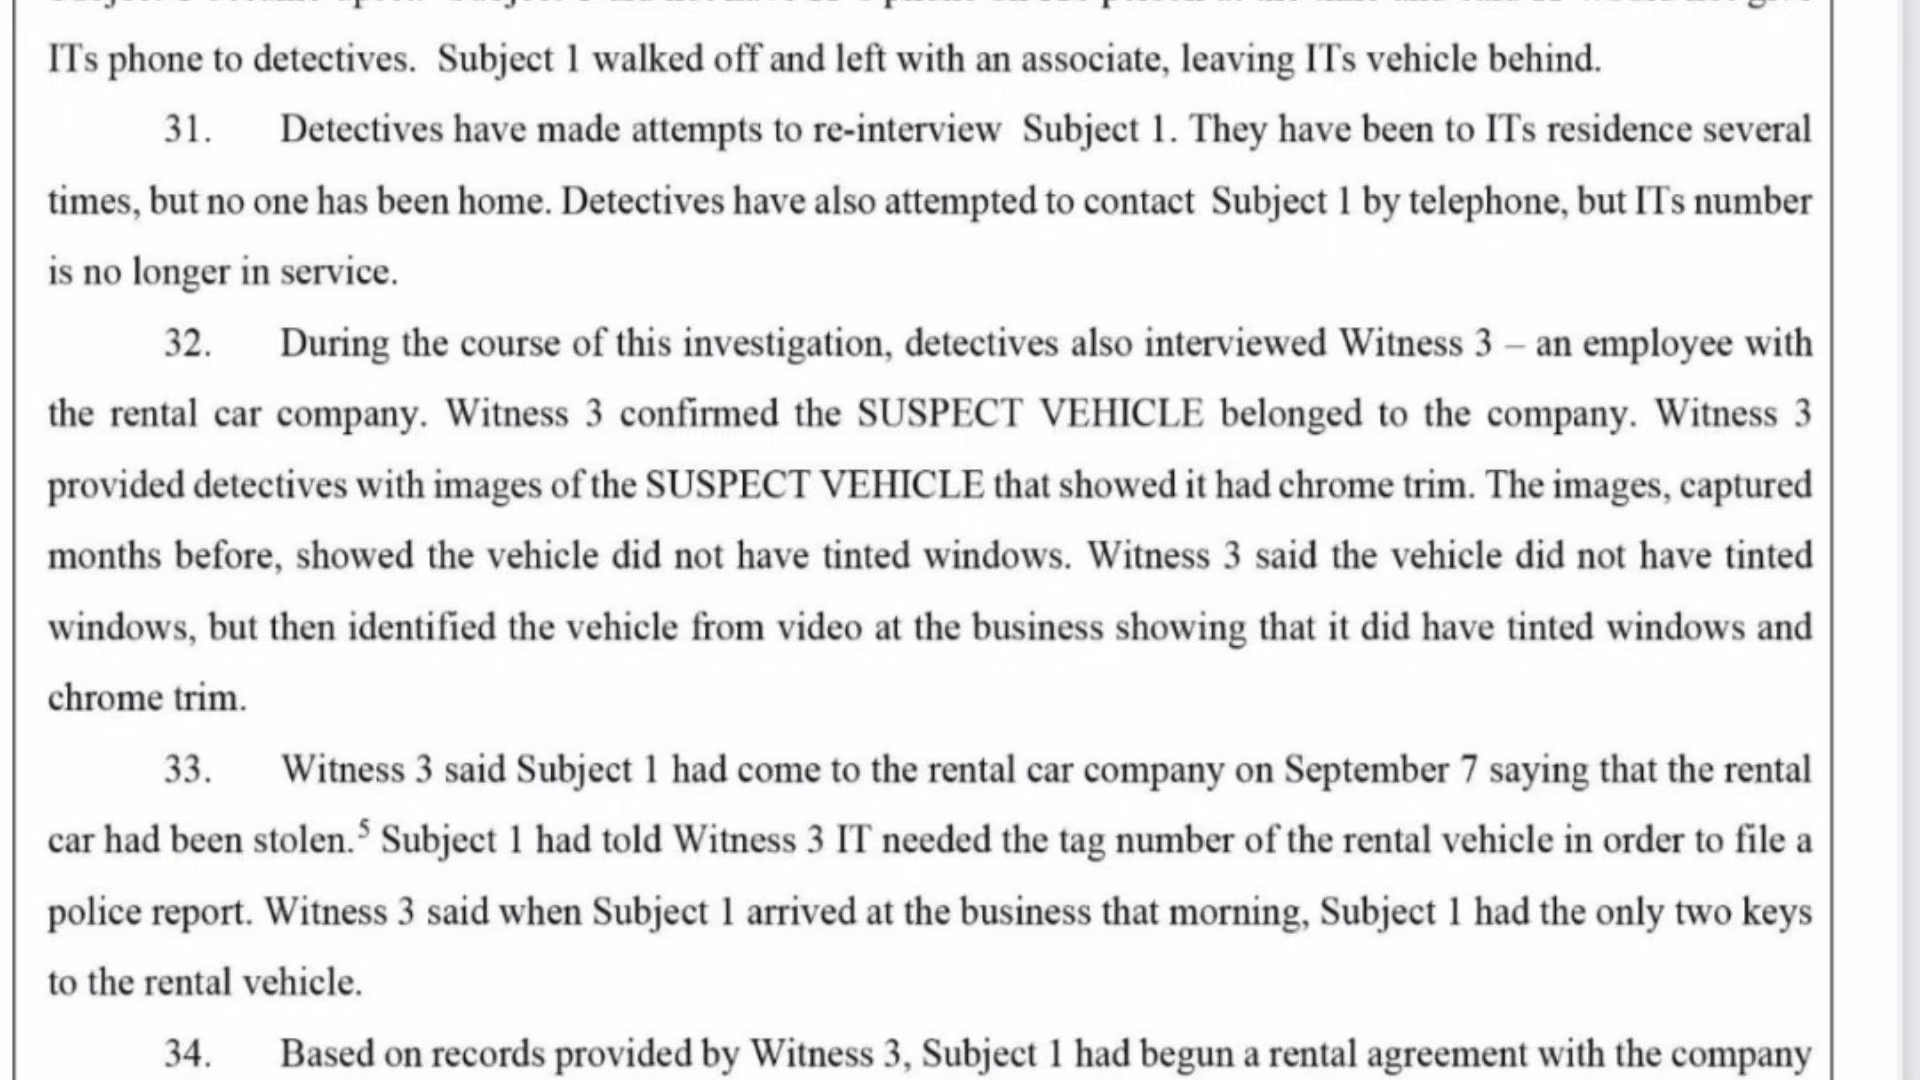 ITs phone to detectives. Subject 1 walked off and left with an associate, leaving ITs vehicle behind.
31. Detectives have made attempts to re-interview Subject 1. They have been to ITs residence several
times, but no one has been home. Detectives have also attempted to contact Subject 1 by telephone, but ITs number
is no longer in service.
32. During the course of this investigation, detectives also interviewed Witness 3 – an employee with
the rental car company. Witness 3 confirmed the SUSPECT VEHICLE belonged to the company. Witness 3
provided detectives with images of the SUSPECT VEHICLE that showed it had chrome trim. The images, captured
months before, showed the vehicle did not have tinted windows. Witness 3 said the vehicle did not have tinted
windows, but then identified the vehicle from video at the business showing that it did have tinted windows and
chrome trim.
33. Witness 3 said Subject 1 had come to the rental car company on September 7 saying that the rental
car had been stolen.⁵ Subject 1 had told Witness 3 IT needed the tag number of the rental vehicle in order to file a
police report. Witness 3 said when Subject 1 arrived at the business that morning, Subject 1 had the only two keys
to the rental vehicle.
34. Based on records provided by Witness 3, Subject 1 had begun a rental agreement with the company